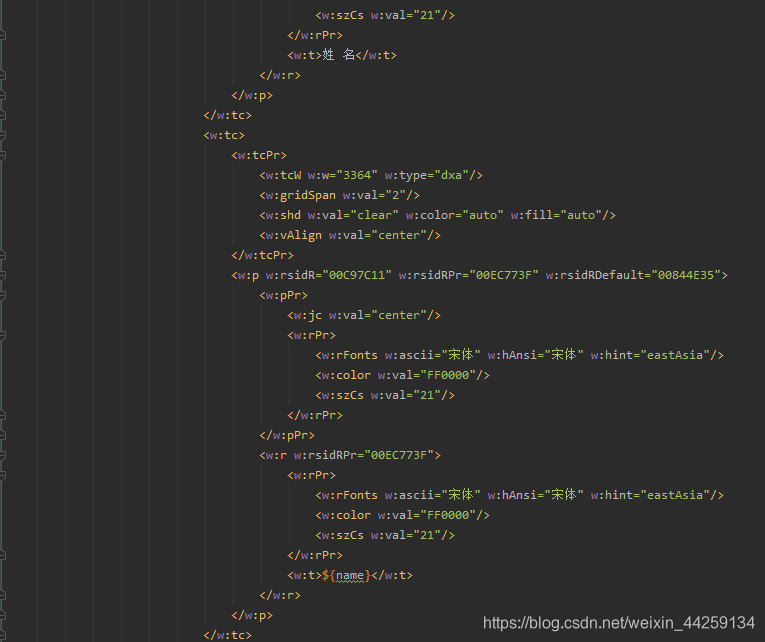 <w:szCs w:val="21"/>
</w:rPr>
<w:t>姓 名</w:t>
</w:r>
</w:p>
</w:tc>
<w:tc>
<w:tcPr>
<w:tcW w:w="3364" w:type="dxa"/>
<w:gridSpan w:val="2"/>
<w:shd w:val="clear" w:color="auto" w:fill="auto"/>
<w:vAlign w:val="center"/>
</w:tcPr>
<w:p w:rsidR="00C97C11" w:rsidRPr="00EC773F" w:rsidRDefault="00844E35">
<w:pPr>
<w:jc w:val="center"/>
<w:rPr>
<w:rFonts w:ascii="宋体" w:hAnsi="宋体" w:hint="eastAsia"/>
<w:color w:val="FF0000"/>
<w:szCs w:val="21"/>
</w:rPr>
</w:pPr>
<w:r w:rsidRPr="00EC773F">
<w:rPr>
<w:rFonts w:ascii="宋体" w:hAnsi="宋体" w:hint="eastAsia"/>
<w:color w:val="FF0000"/>
<w:szCs w:val="21"/>
</w:rPr>
<w:t>${name}</w:t>
</w:r>
</w:p>
</w:tc>
https://blog.csdn.net/weixin_44259134